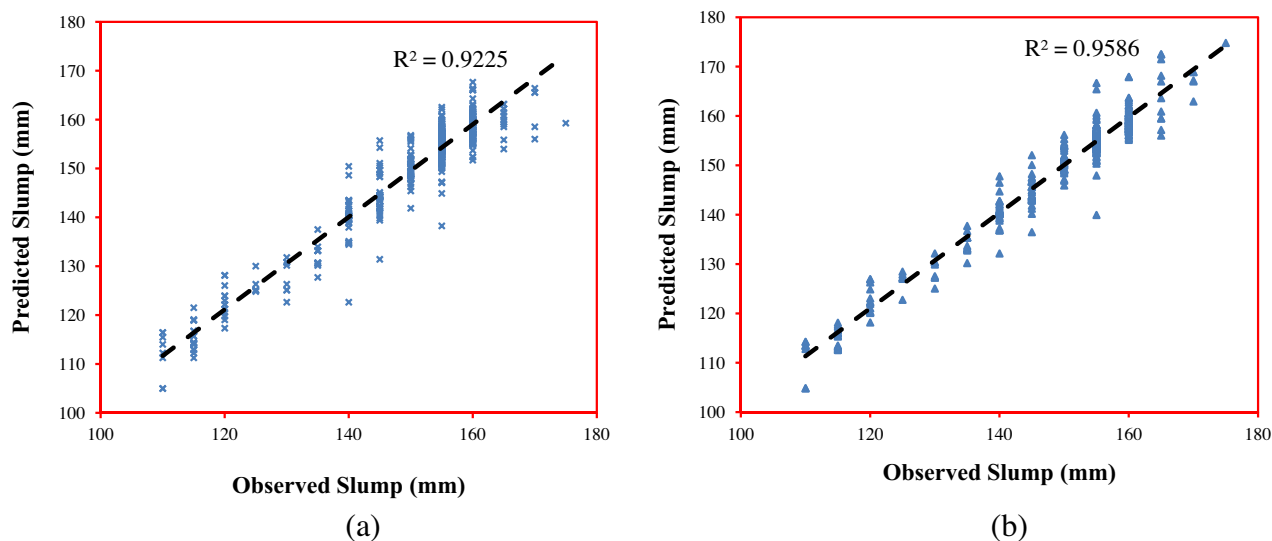 180
170
160
150
140
130
120
110
100
Predicted Slump (mm)
R² = 0.9225
100 120 140 160 180
Observed Slump (mm)
(a)
180
170
160
150
140
130
120
110
100
Predicted Slump (mm)
R² = 0.9586
100 120 140 160 180
Observed Slump (mm)
(b)